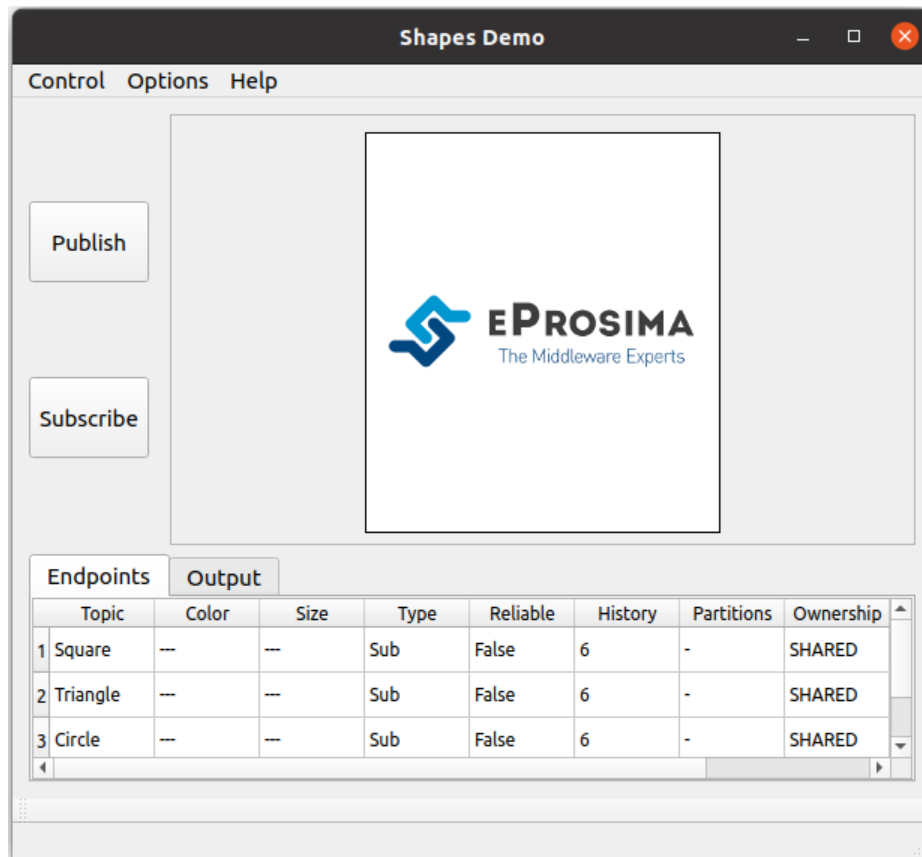 Shapes Demo
Control Options Help
Publish
EPROSIMA
The Middleware Experts
Subscribe
Endpoints Output
Topic Color Size Type Reliable History Partitions Ownership
1 Square --- --- Sub False 6 - SHARED
2 Triangle --- --- Sub False 6 - SHARED
3 Circle --- --- Sub False 6 - SHARED